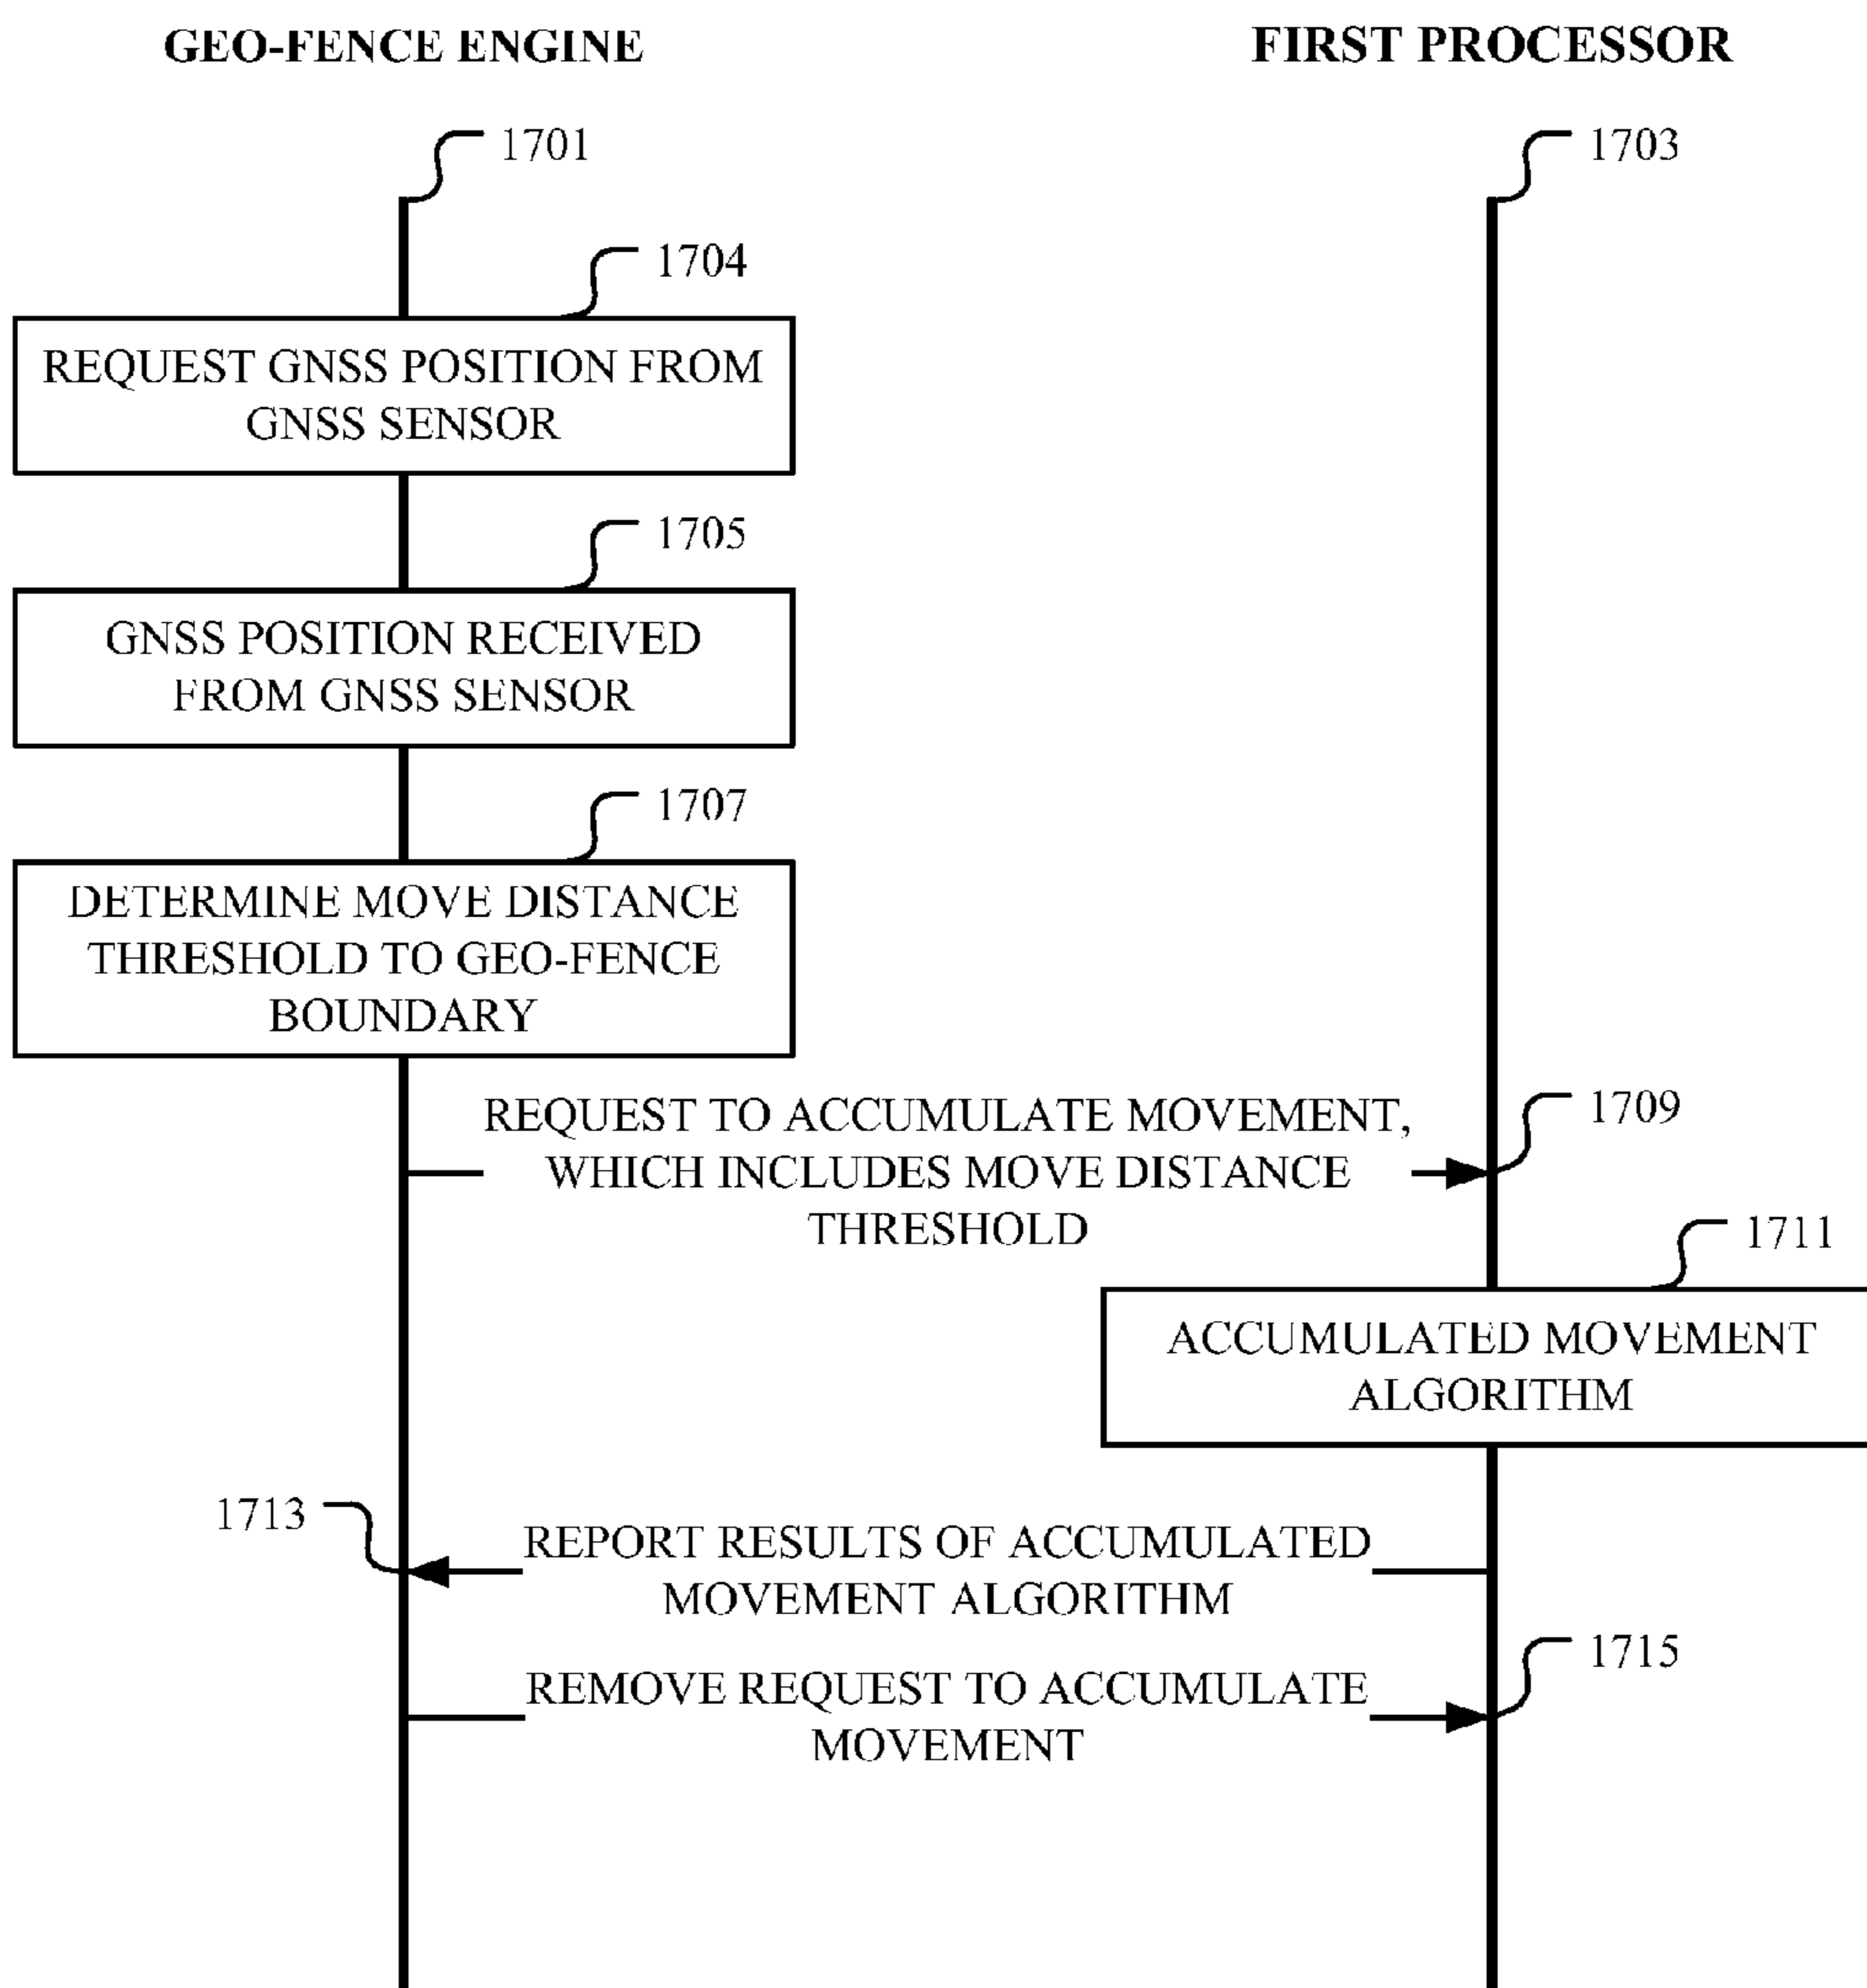 GEO-FENCE ENGINE
FIRST PROCESSOR
1701
1703
1704
REQUEST GNSS POSITION FROM
GNSS SENSOR
1705
GNSS POSITION RECEIVED
FROM GNSS SENSOR
1707
DETERMINE MOVE DISTANCE
THRESHOLD TO GEO-FENCE
BOUNDARY
REQUEST TO ACCUMULATE MOVEMENT,
WHICH INCLUDES MOVE DISTANCE
THRESHOLD
1709
1711
ACCUMULATED MOVEMENT
ALGORITHM
1713
REPORT RESULTS OF ACCUMULATED
MOVEMENT ALGORITHM
1715
REMOVE REQUEST TO ACCUMULATE
MOVEMENT